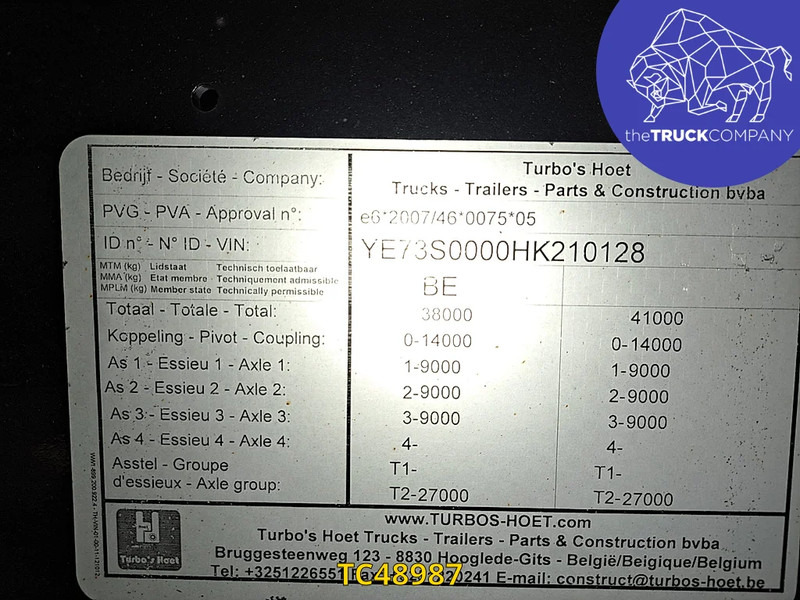 theTRUCKCOMPANY
Bedrijf - Société - Company: Turbo's Hoet
Trucks - Trailers - Parts & Construction bvba
PVG - PVA - Approval n°: e6*2007/46*0075*05
ID n° - N° ID - VIN: YE73S0000HK210128
MTM (kg) Lidstaat Technisch toelaatbaar
MMA (kg) Etat membre Techniquement admissible
MPLM (kg) Member state Technically permissible
BE
Totaal - Totale - Total: 38000 41000
Koppeling - Pivot - Coupling: 0-14000 0-14000
As 1 - Essieu 1 - Axle 1: 1-9000 1-9000
As 2 - Essieu 2 - Axle 2: 2-9000 2-9000
As 3 - Essieu 3 - Axle 3: 3-9000 3-9000
As 4 - Essieu 4 - Axle 4: 4- 4-
Asstel - Groupe T1- T1-
d'essieux - Axle group: T2-27000 T2-27000
www.TURBOS-HOET.com
Turbo's Hoet Trucks - Trailers - Parts & Construction bvba
Bruggesteenweg 123 - 8830 Hooglede-Gits - België/Belgique/Belgium
Tel: +32512265 20241 E-mail: construct@turbos-hoet.be
Turbo's Hoet
TC48987